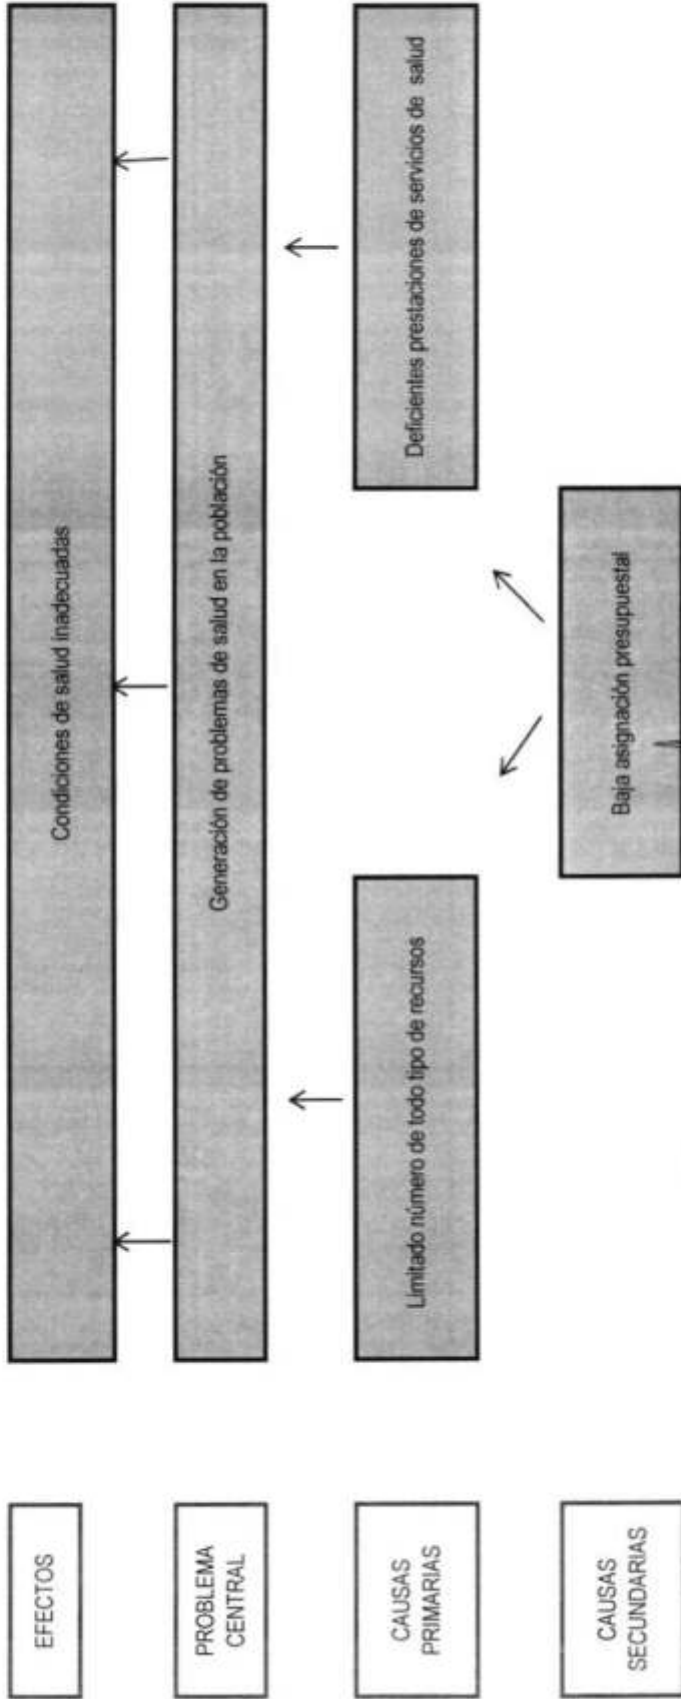 EFECTOS
Condiciones de salud inadecuadas
PROBLEMA
CENTRAL
Generación de problemas de salud en la población
CAUSAS
PRIMARIAS
Limitado número de todo tipo de recursos
Deficientes prestaciones de servicios de salud
CAUSAS
SECUNDARIAS
Baja asignación presupuestal